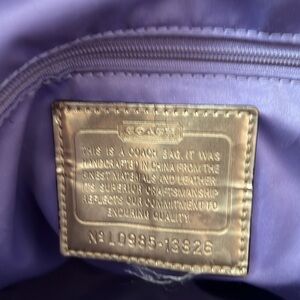 COACH
THIS IS A COACH BAG. IT WAS
HANDCRAFTED IN CHINA FROM THE
FINEST MATERIALS AND LEATHER
ITS SUPERIOR CRAFTSMANSHIP
REFLECTS OUR COMMITMENT TO
ENDURING QUALITY.
Nº L0985-13826